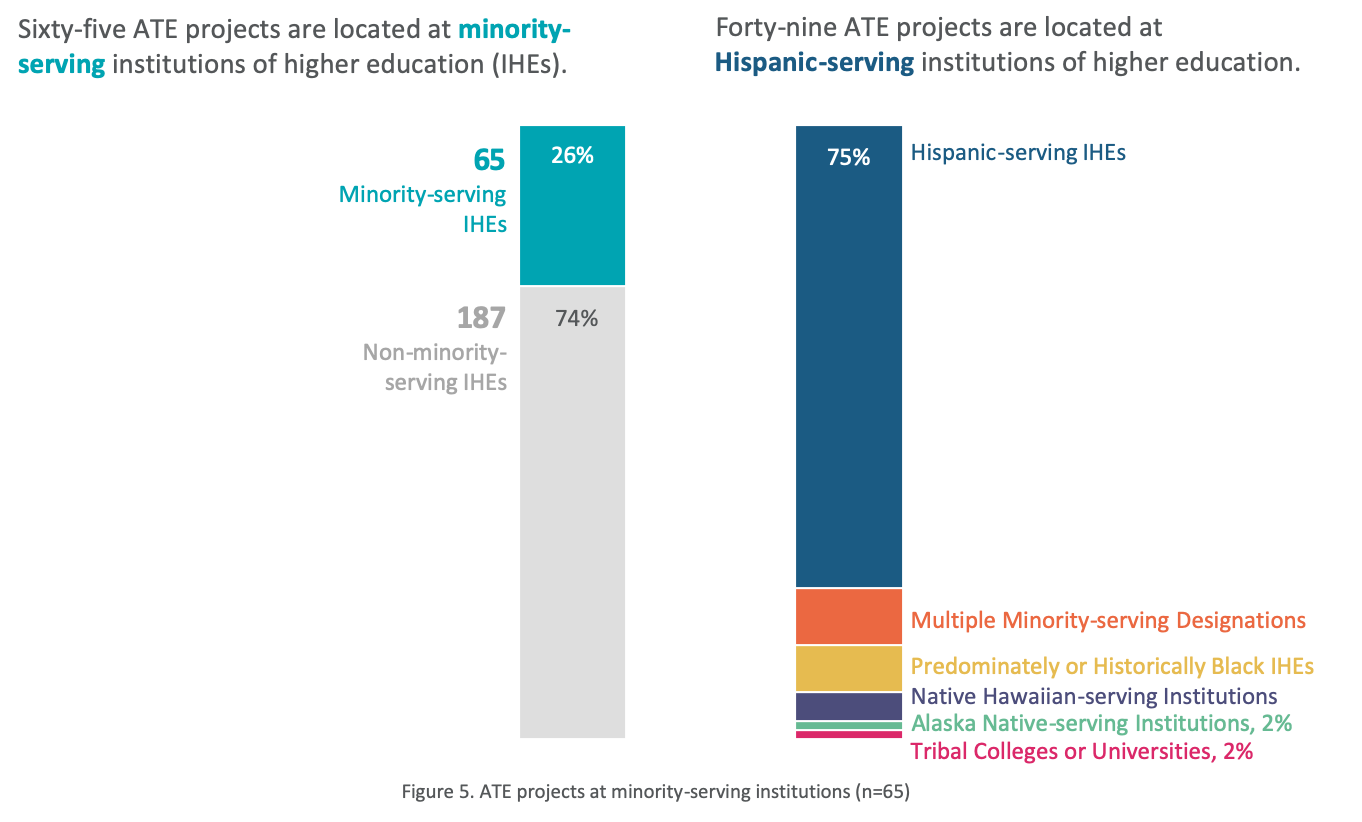 Sixty-five ATE projects are located at minority-
serving institutions of higher education (IHEs).
65
Minority-serving
IHEs
26%
187
Non-minority-
serving IHEs
74%
Forty-nine ATE projects are located at
Hispanic-serving institutions of higher education.
75%
Hispanic-serving IHEs
Multiple Minority-serving Designations
Predominately or Historically Black IHEs
Native Hawaiian-serving Institutions
Alaska Native-serving Institutions, 2%
Tribal Colleges or Universities, 2%
Figure 5. ATE projects at minority-serving institutions (n=65)